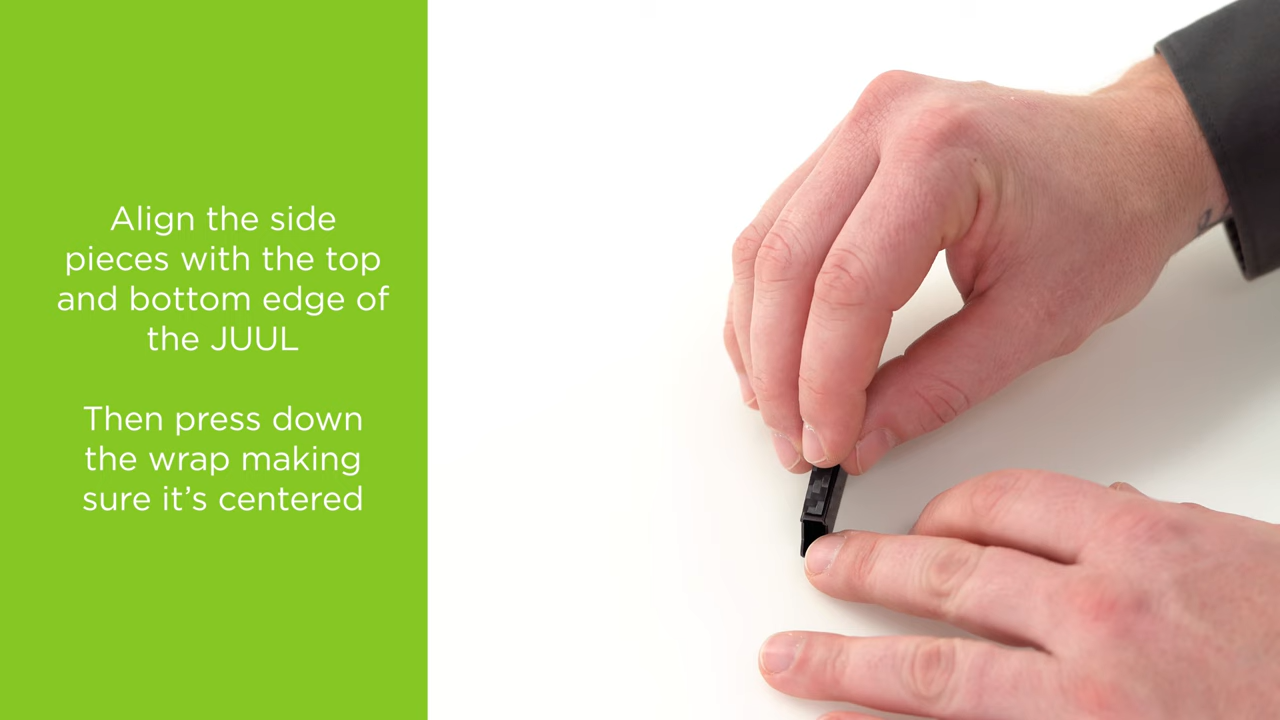 Align the side
pieces with the top
and bottom edge of
the JUUL
Then press down
the wrap making
sure it's centered